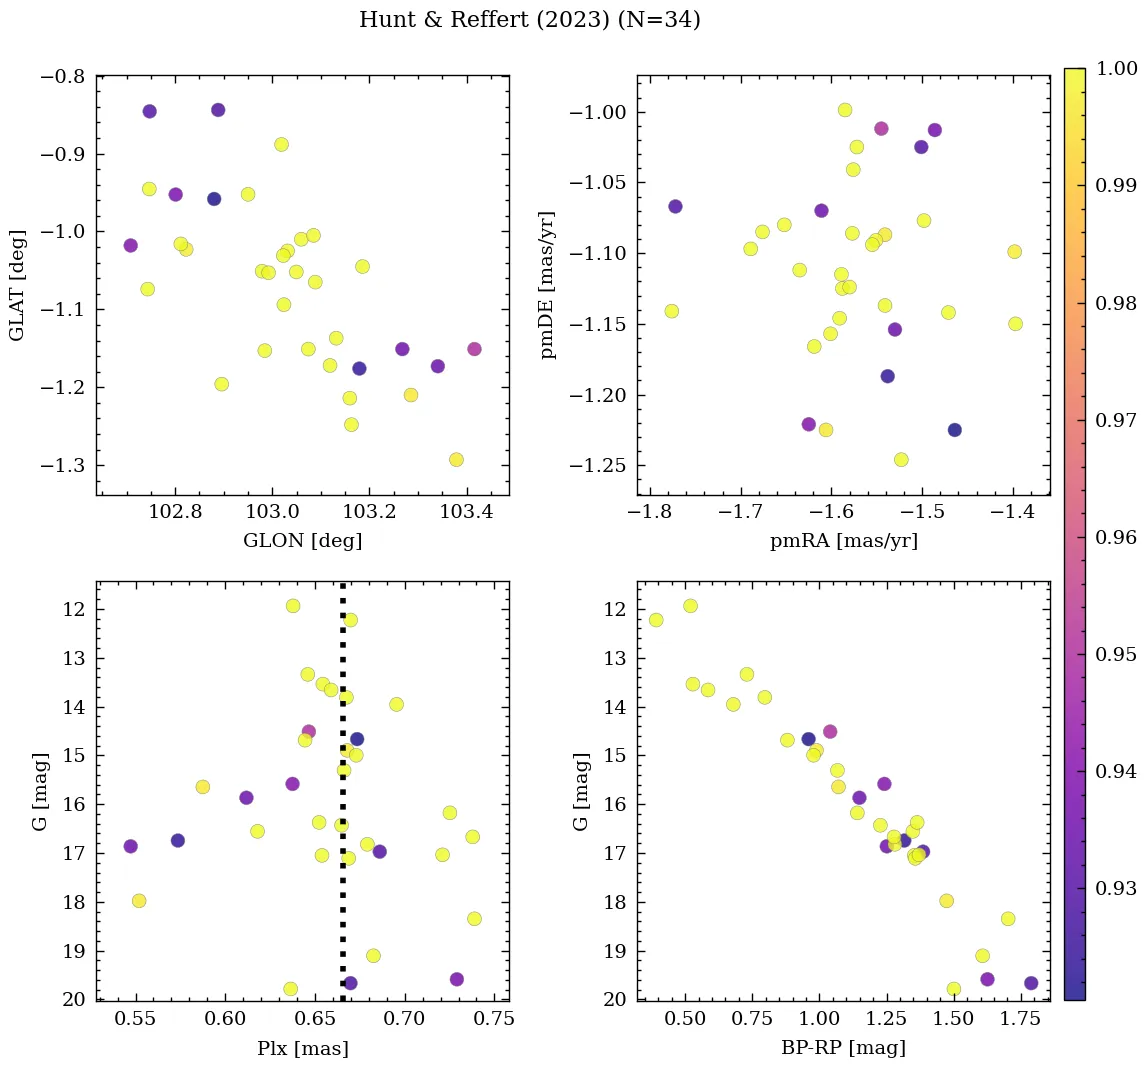 Hunt & Reffert (2023) (N=34)
−0.8
−0.9
−1.0
−1.1
−1.2
−1.3
GLAT [deg]
102.8 103.0 103.2 103.4
GLON [deg]
−1.00
−1.05
−1.10
−1.15
−1.20
−1.25
pmDE [mas/yr]
−1.8 −1.7 −1.6 −1.5 −1.4
pmRA [mas/yr]
12
13
14
15
16
17
18
19
20
G [mag]
0.55 0.60 0.65 0.70 0.75
Plx [mas]
12
13
14
15
16
17
18
19
20
G [mag]
0.50 0.75 1.00 1.25 1.50 1.75
BP-RP [mag]
1.00
0.99
0.98
0.97
0.96
0.95
0.94
0.93